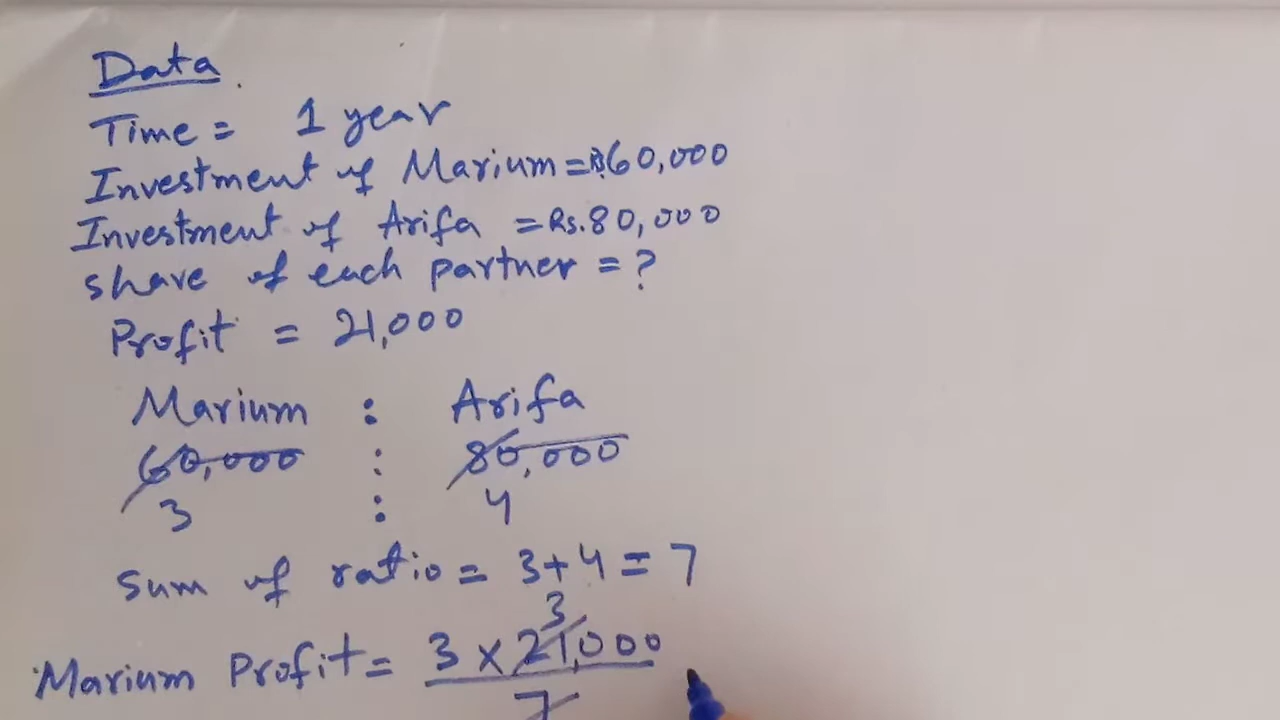 Data
Time = 1 year
Investment of Marium = Rs.60,000
Investment of Arifa = Rs.80,000
share of each partner = ?
Profit = 21,000
Marium : Arifa
60,000 : 80,000
3 : 4
Sum of ratio = 3+4 = 7
3
Marium Profit = 3 × 21,000
7